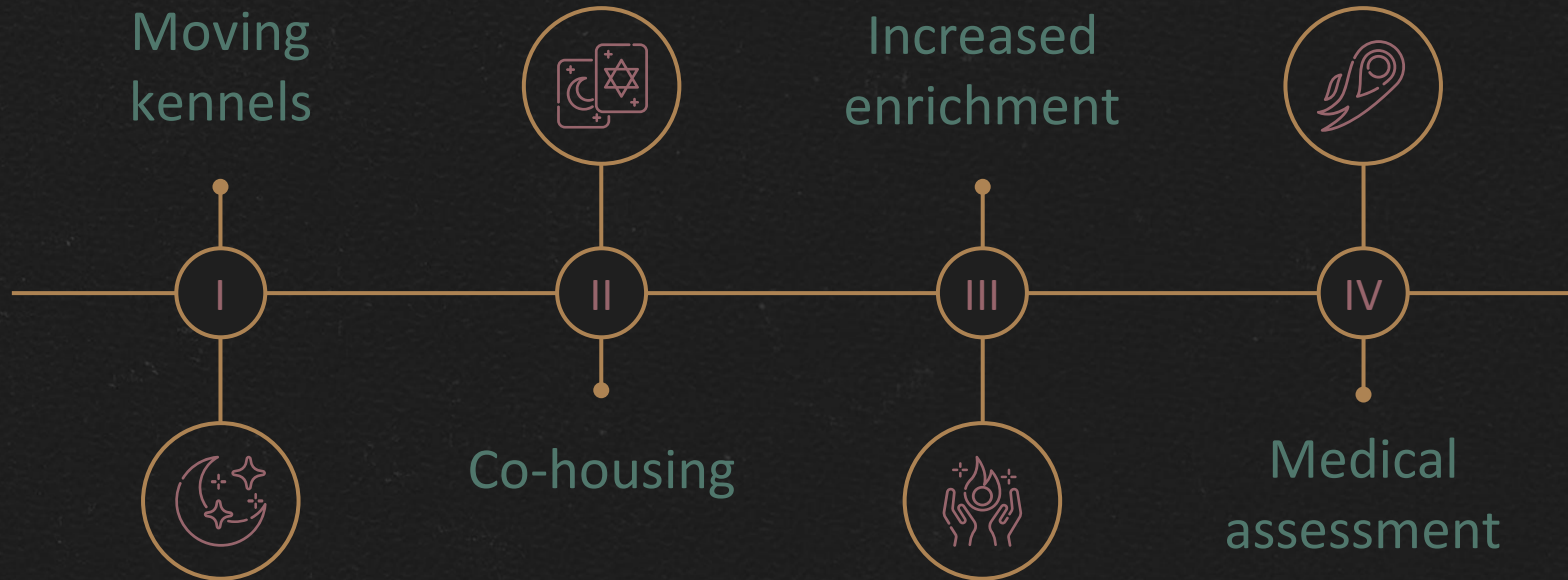 Moving
kennels
Increased
enrichment
I
II
III
IV
Co-housing
Medical
assessment